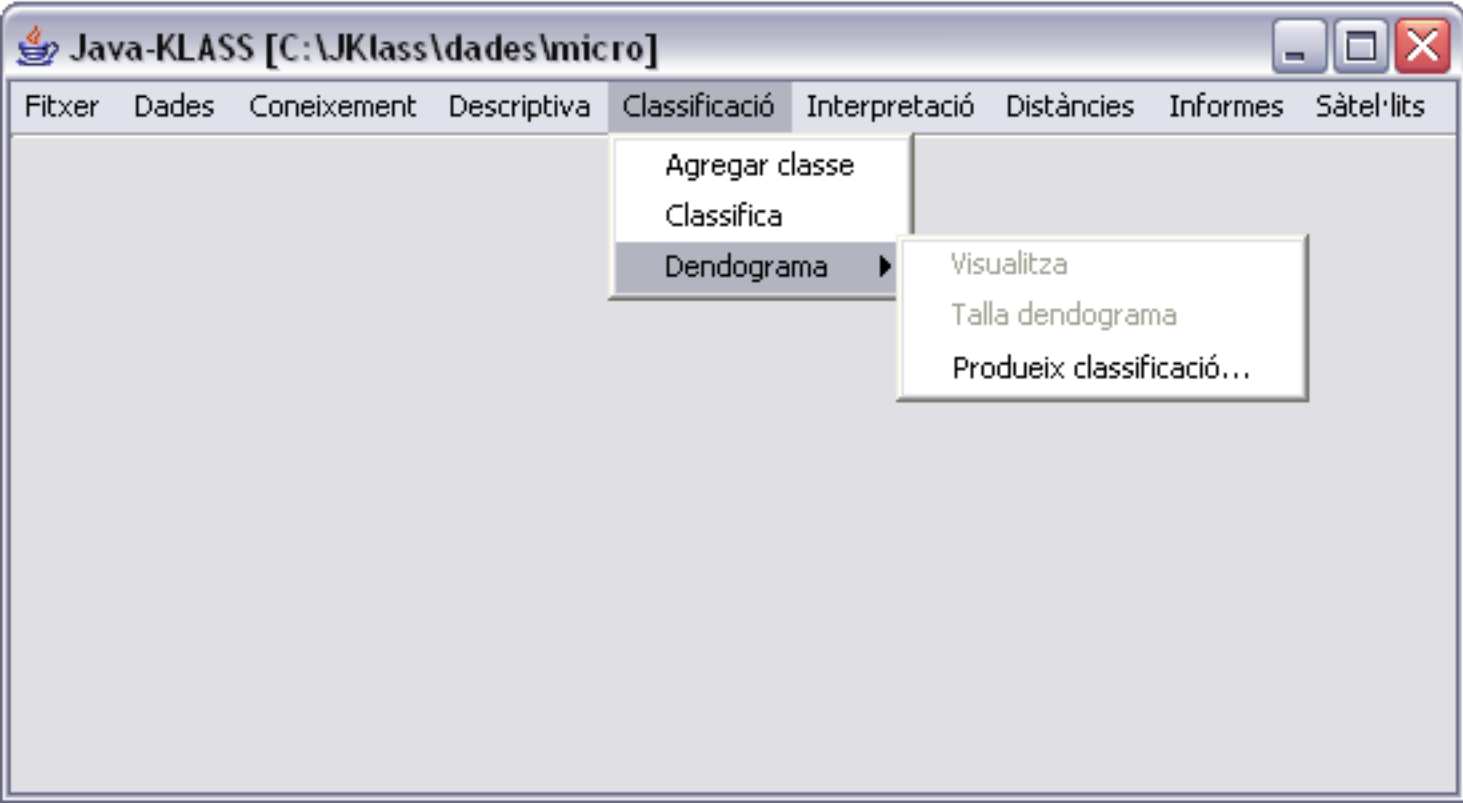 Java-KLASS [C:\JKlass\dades\micro]
Fitxer Dades Coneixement Descriptiva Classificació Interpretació Distàncies Informes Sàtel·lits
Agregar classe
Classifica
Dendograma
Visualitza
Talla dendograma
Produeix classificació...